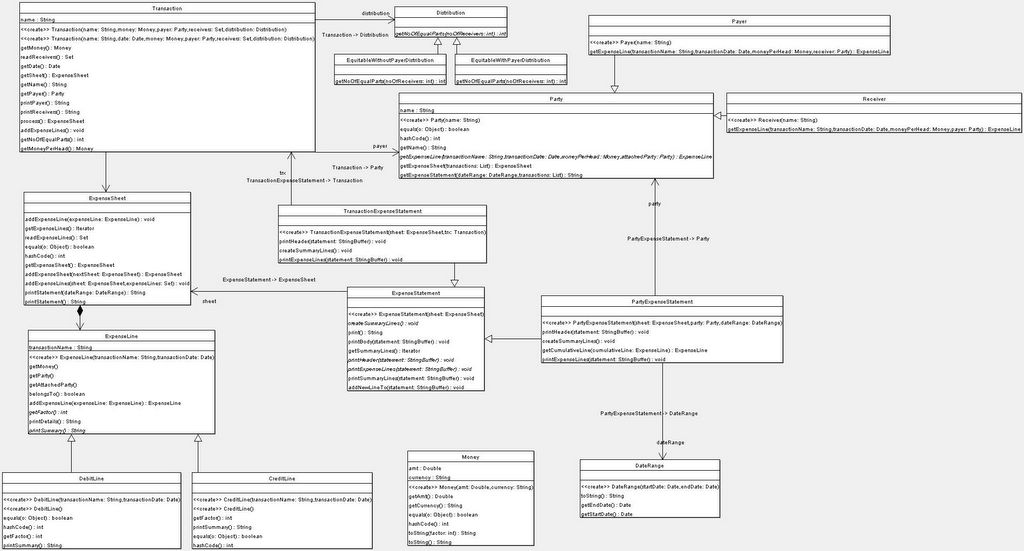 Transaction
name : String
<<create>> Transaction(name: String,money: Money,payer: Party,receivers: Set,distribution: Distribution)
<<create>> Transaction(name: String,date: Date,money: Money,payer: Party,receivers: Set,distribution: Distribution)
getMoney() : Money
readReceivers() : Set
getDate() : Date
getSheet() : ExpenseSheet
getName() : String
getPayer() : Party
printPayer() : String
printReceivers() : String
process() : ExpenseSheet
addExpenseLines() : void
getNoOfEqualParts() : int
getMoneyPerHead() : Money
distribution
Transaction -> Distribution
Distribution
getNoOfEqualParts(noOfReceivers: int) : int
EquitableWithoutPayerDistribution
getNoOfEqualParts(noOfReceivers: int) : int
EquitableWithPayerDistribution
getNoOfEqualParts(noOfReceivers: int) : int
Payer
<<create>> Payer(name: String)
getExpenseLine(transactionName: String,transactionDate: Date,moneyPerHead: Money,receiver: Party) : ExpenseLine
Party
name : String
<<create>> Party(name: String)
equals(o: Object) : boolean
hashCode() : int
getName() : String
getExpenseLine(transactionName: String,transactionDate: Date,moneyPerHead: Money,attachedParty: Party) : ExpenseLine
getExpenseSheet(transactions: List) : ExpenseSheet
getExpenseStatement(dateRange: DateRange,transactions: List) : String
Receiver
<<create>> Receiver(name: String)
getExpenseLine(transactionName: String,transactionDate: Date,moneyPerHead: Money,payer: Party) : ExpenseLine
payer
Transaction -> Party
trx
TransactionExpenseStatement -> Transaction
ExpenseSheet
addExpenseLine(expenseLine: ExpenseLine) : void
getExpenseLines() : Iterator
readExpenseLines() : Set
equals(o: Object) : boolean
hashCode() : int
getExpenseSheet() : ExpenseSheet
addExpenseSheet(nextSheet: ExpenseSheet) : ExpenseSheet
addExpenseLines(sheet: ExpenseSheet,expenseLines: Set) : void
printStatement(dateRange: DateRange) : String
printStatement() : String
TransactionExpenseStatement
<<create>> TransactionExpenseStatement(sheet: ExpenseSheet,trx: Transaction)
printHeader(statement: StringBuffer) : void
createSummaryLines() : void
printExpenseLines(statement: StringBuffer) : void
party
PartyExpenseStatement -> Party
ExpenseSheet -> ExpenseSheet
sheet
ExpenseStatement
<<create>> ExpenseStatement(sheet: ExpenseSheet)
createSummaryLines() : void
print() : String
printBody(statement: StringBuffer) : void
getSummaryLines() : Iterator
printHeader(statement: StringBuffer) : void
printExpenseLines(statement: StringBuffer) : void
printSummaryLines(statement: StringBuffer) : void
addNewLineTo(statement: StringBuffer) : void
PartyExpenseStatement
<<create>> PartyExpenseStatement(sheet: ExpenseSheet,party: Party,dateRange: DateRange)
printHeader(statement: StringBuffer) : void
createSummaryLines() : void
getCumulativeLine(cumulativeLine: ExpenseLine) : ExpenseLine
printExpenseLines(statement: StringBuffer) : void
ExpenseLine
transactionName : String
<<create>> ExpenseLine(transactionName: String,transactionDate: Date)
getMoney()
getParty()
getAttachedParty()
belongsTo() : boolean
addExpenseLine(expenseLine: ExpenseLine) : ExpenseLine
getFactor() : int
printDetails() : String
printSummary() : String
PartyExpenseStatement -> DateRange
dateRange
DebitLine
<<create>> DebitLine(transactionName: String,transactionDate: Date)
<<create>> DebitLine()
equals(o: Object) : boolean
hashCode() : int
getFactor() : int
printSummary() : String
CreditLine
<<create>> CreditLine(transactionName: String,transactionDate: Date)
<<create>> CreditLine()
getFactor() : int
printSummary() : String
equals(o: Object) : boolean
hashCode() : int
Money
amt : Double
currency : String
<<create>> Money(amt: Double,currency: String)
getAmt() : Double
getCurrency() : String
equals(o: Object) : boolean
hashCode() : int
toString(factor: int) : String
toString() : String
DateRange
<<create>> DateRange(startDate: Date,endDate: Date)
toString() : String
getEndDate() : Date
getStartDate() : Date